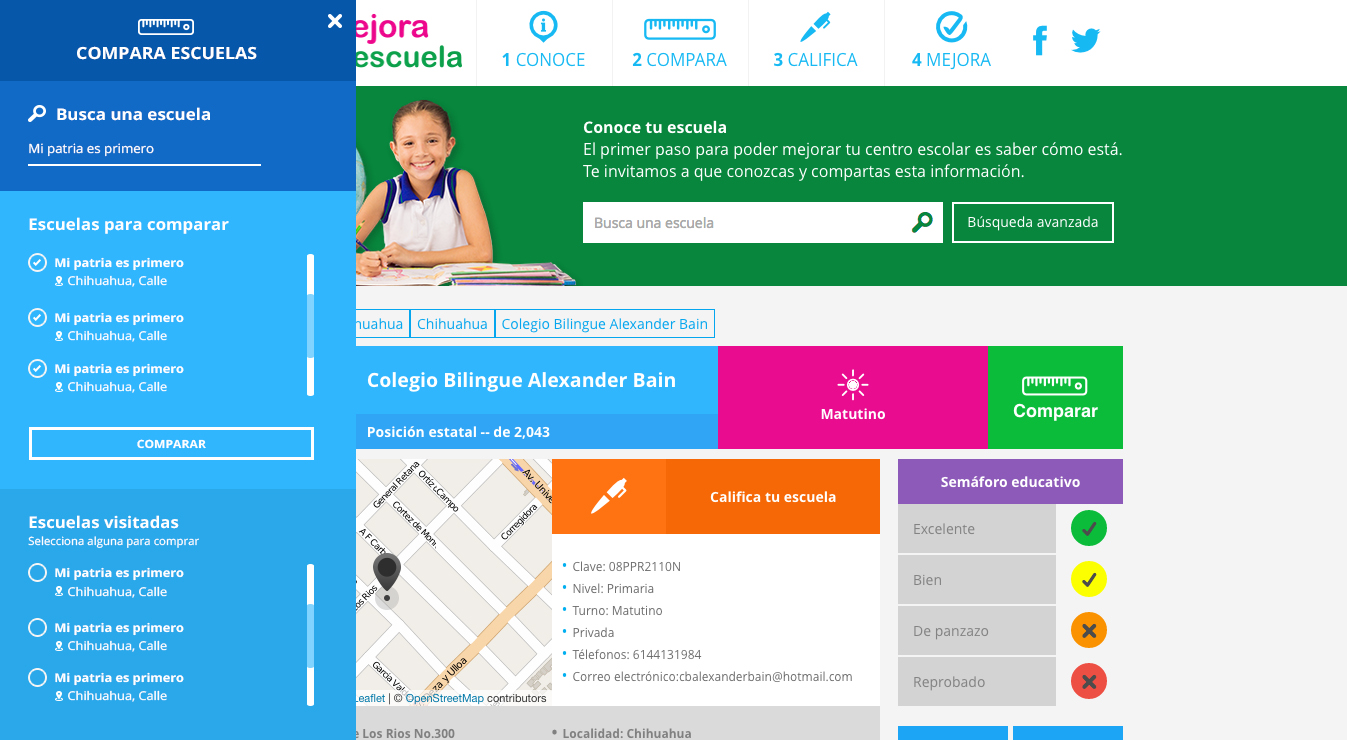 COMPARA ESCUELAS
Busca una escuela
Mi patria es primero
Escuelas para comparar
Mi patria es primero
Chihuahua, Calle
Mi patria es primero
Chihuahua, Calle
Mi patria es primero
Chihuahua, Calle
COMPARAR
Escuelas visitadas
Selecciona alguna para comprar
Mi patria es primero
Chihuahua, Calle
Mi patria es primero
Chihuahua, Calle
Mi patria es primero
Chihuahua, Calle
ejora
escuela
1 CONOCE
2 COMPARA
3 CALIFICA
4 MEJORA
Conoce tu escuela
El primer paso para poder mejorar tu centro escolar es saber cómo está.
Te invitamos a que conozcas y compartas esta información.
Busca una escuela
Búsqueda avanzada
huahua
Chihuahua
Colegio Bilingue Alexander Bain
Colegio Bilingue Alexander Bain
Posición estatal -- de 2,043
Matutino
Comparar
General Retana
Ortiz
Campo
Cortez de
Av. Unive
Corregidora
A F Carb
Los Rios
za y Ulloa
Garcia Val
eaflet | © OpenStreetMap contributors
Califica tu escuela
Clave: 08PPR2110N
Nivel: Primaria
Turno: Matutino
Privada
Télefonos: 6144131984
Correo electrónico:cbalexanderbain@hotmail.com
Semáforo educativo
Excelente
Bien
De panzazo
Reprobado
e Los Rios No.300
Localidad: Chihuahua